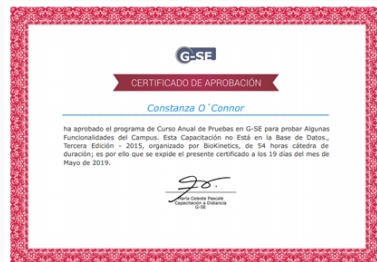 G-SE
CERTIFICADO DE APROBACIÓN
Constanza O´Connor
ha aprobado el programa de Curso Anual de Pruebas en G-SE para probar Algunas
Funcionalidades del Campus. Esta Capacitación no Está en la Base de Datos.,
Tercera Edición - 2015, organizado por BioKinetics, de 54 horas cátedra de
duración; es por ello que se expide el presente certificado a los 19 días del mes de
Mayo de 2019.
María Celeste Pascale
Capacitación a Distancia
G-SE